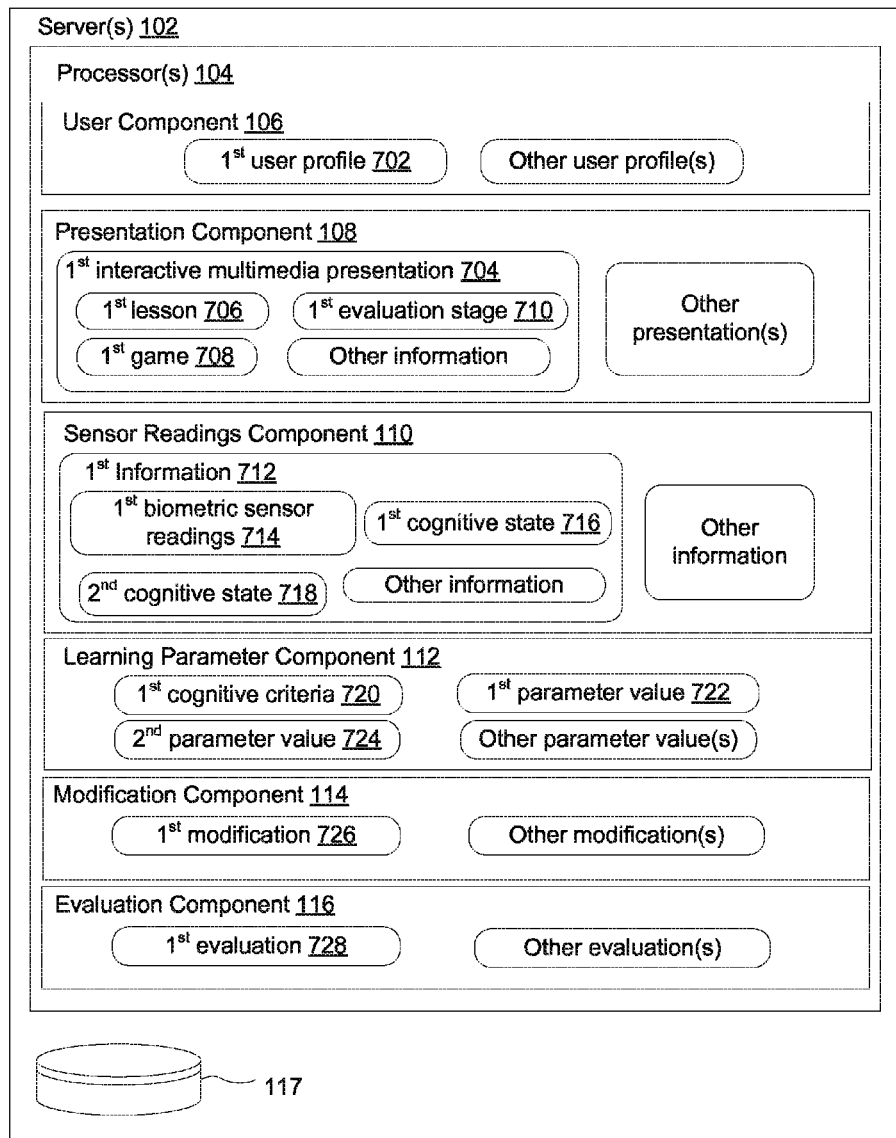 Server(s) 102
Processor(s) 104
User Component 106
1st user profile 702
Other user profile(s)
Presentation Component 108
1st interactive multimedia presentation 704
1st lesson 706
1st evaluation stage 710
1st game 708
Other information
Other
presentation(s)
Sensor Readings Component 110
1st Information 712
1st biometric sensor
readings 714
1st cognitive state 716
2nd cognitive state 718
Other information
Other
information
Learning Parameter Component 112
1st cognitive criteria 720
1st parameter value 722
2nd parameter value 724
Other parameter value(s)
Modification Component 114
1st modification 726
Other modification(s)
Evaluation Component 116
1st evaluation 728
Other evaluation(s)
117